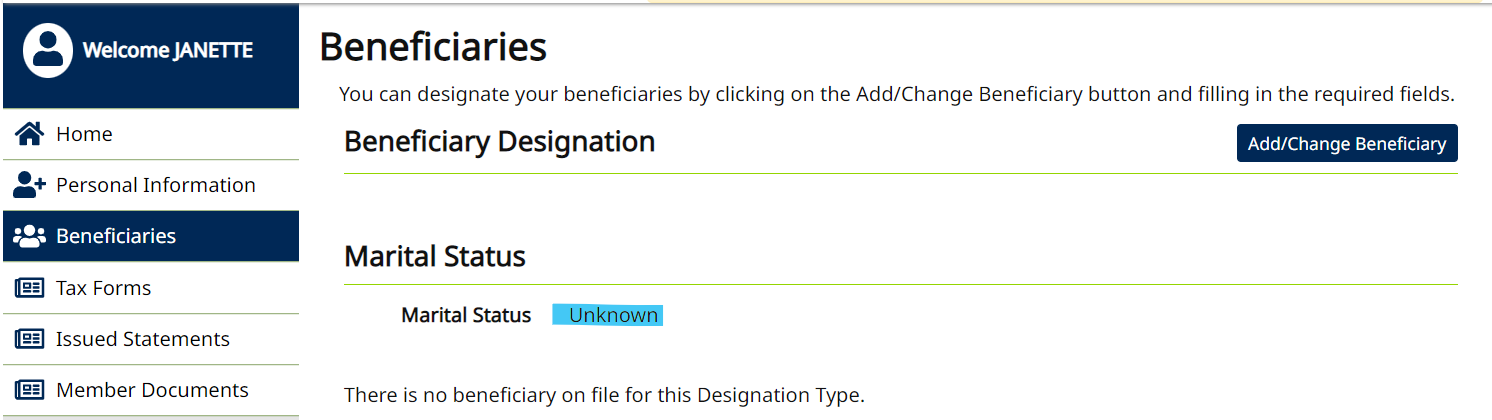 Welcome JANETTE
Home
Personal Information
Beneficiaries
Tax Forms
Issued Statements
Member Documents
Beneficiaries
You can designate your beneficiaries by clicking on the Add/Change Beneficiary button and filling in the required fields.
Beneficiary Designation
Add/Change Beneficiary
Marital Status
Marital Status Unknown
There is no beneficiary on file for this Designation Type.